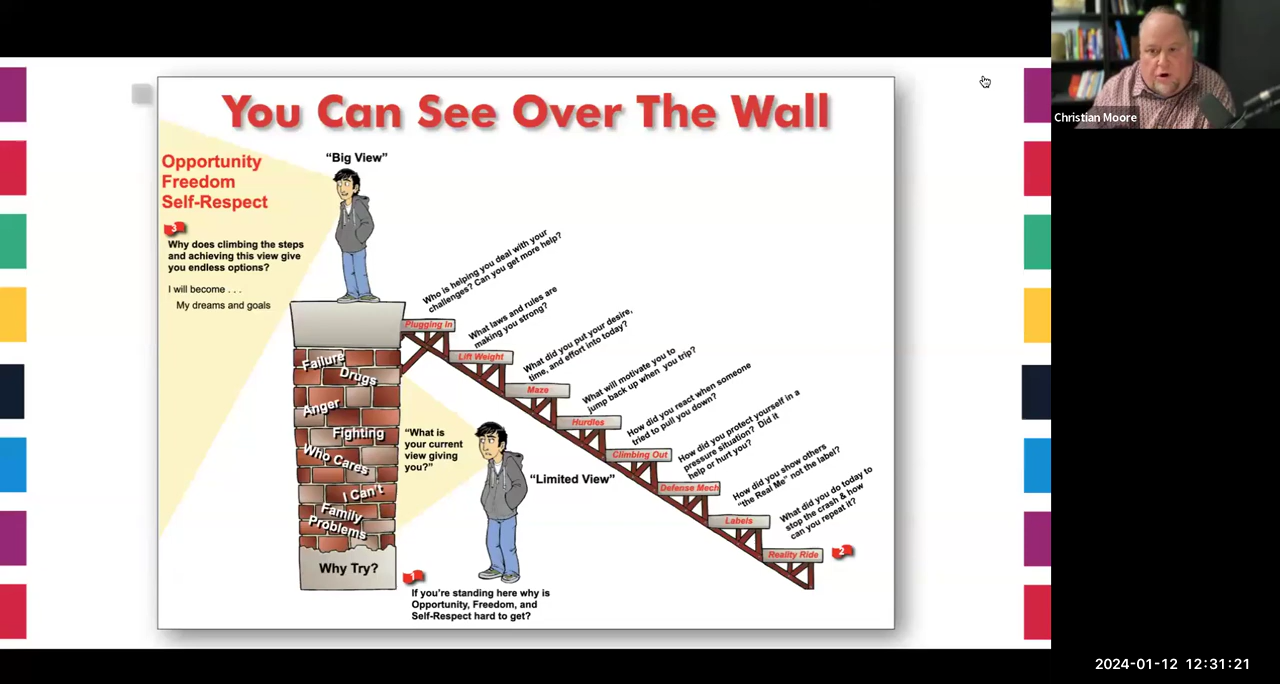 You Can See Over The Wall
Christian Moore
Opportunity
Freedom
Self-Respect
"Big View"
3
Why does climbing the steps
and achieving this view give
you endless options?
I will become . . .
My dreams and goals
Who is helping you deal with your
challenges? Can you get more help?
Plugging In
What laws and rules are
making you strong?
Lift Weight
What did you put your desire,
time, and effort into today?
Maze
What will motivate you to
jump back up when you trip?
Hurdles
How did you react when someone
tried to pull you down?
Climbing Out
How did you protect yourself in a
pressure situation? Did it
help or hurt you?
Defense Mech
How did you show others
"the Real Me" not the label?
Labels
What did you do today to
stop the crash & how
can you repeat it?
Reality Ride
2
Failure
Drugs
Anger
Fighting
Who Cares
I Can't
Family
Problems
Why Try?
"What is
your current
view giving
you?"
"Limited View"
1
If you're standing here why is
Opportunity, Freedom, and
Self-Respect hard to get?
2024-01-12 12:31:21